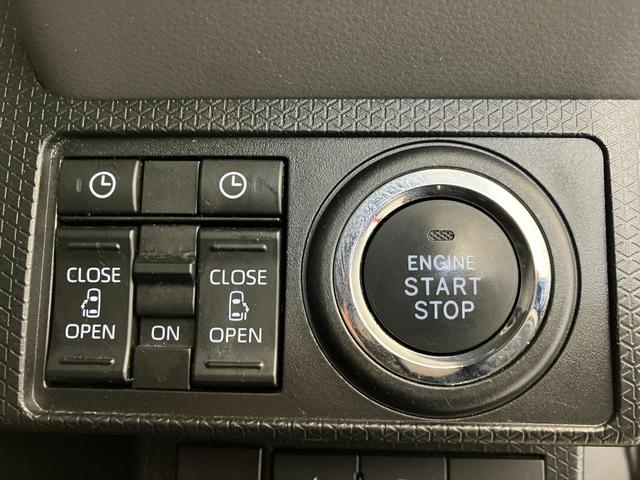 CLOSE
OPEN
ON
CLOSE
OPEN
ENGINE
START
STOP